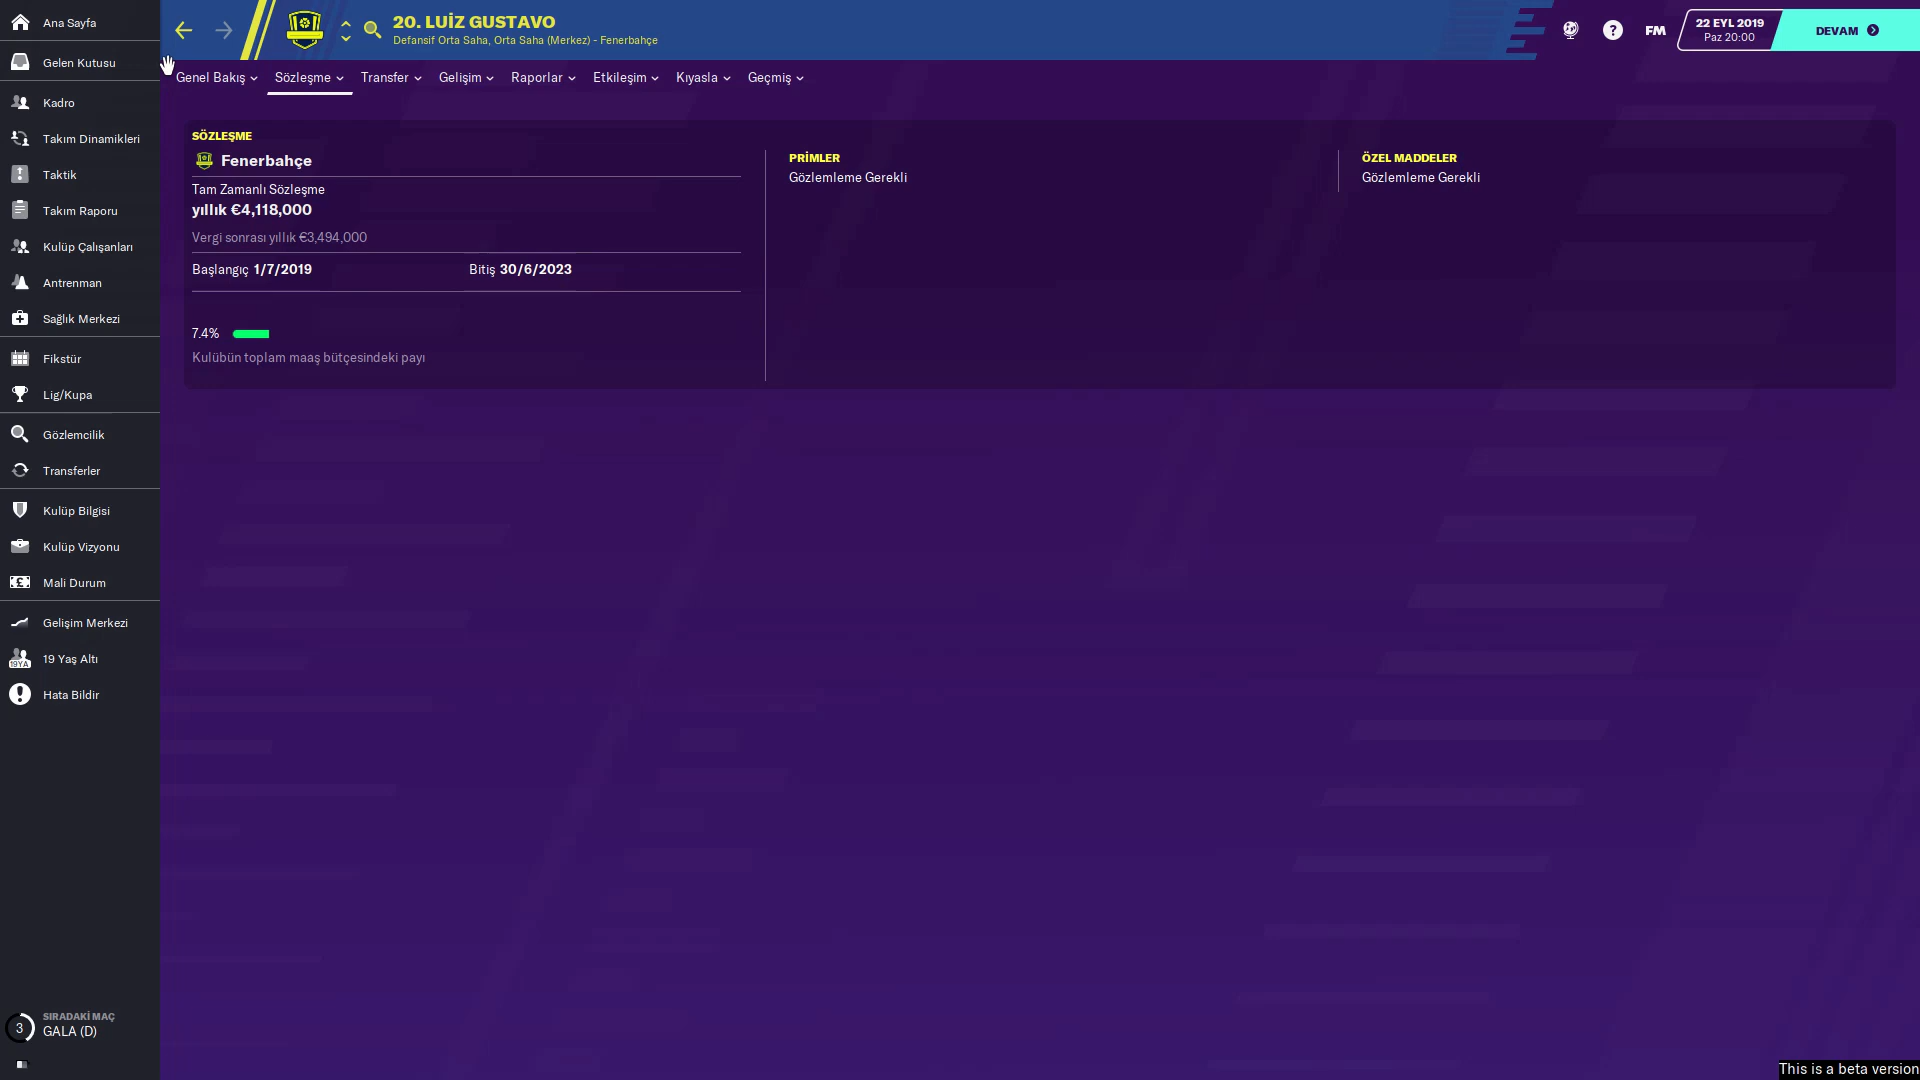 Ana Sayfa
Gelen Kutusu
Kadro
Takım Dinamikleri
Taktik
Takım Raporu
Kulüp Çalışanları
Antrenman
Sağlık Merkezi
Fikstür
Lig/Kupa
Gözlemcilik
Transferler
Kulüp Bilgisi
Kulüp Vizyonu
Mali Durum
Gelişim Merkezi
19YA
19 Yaş Altı
Hata Bildir
3
SIRADAKİ MAÇ
GALA (D)
20. LUİZ GUSTAVO
Defansif Orta Saha, Orta Saha (Merkez) - Fenerbahçe
?
FM
22 EYL 2019
Paz 20:00
DEVAM
Genel Bakış
Sözleşme
Transfer
Gelişim
Raporlar
Etkileşim
Kıyasla
Geçmiş
SÖZLEŞME
Fenerbahçe
Tam Zamanlı Sözleşme
yıllık €4,118,000
Vergi sonrası yıllık €3,494,000
Başlangıç 1/7/2019
Bitiş 30/6/2023
7.4%
Kulübün toplam maaş bütçesindeki payı
PRİMLER
Gözlemleme Gerekli
ÖZEL MADDELER
Gözlemleme Gerekli
This is a beta version